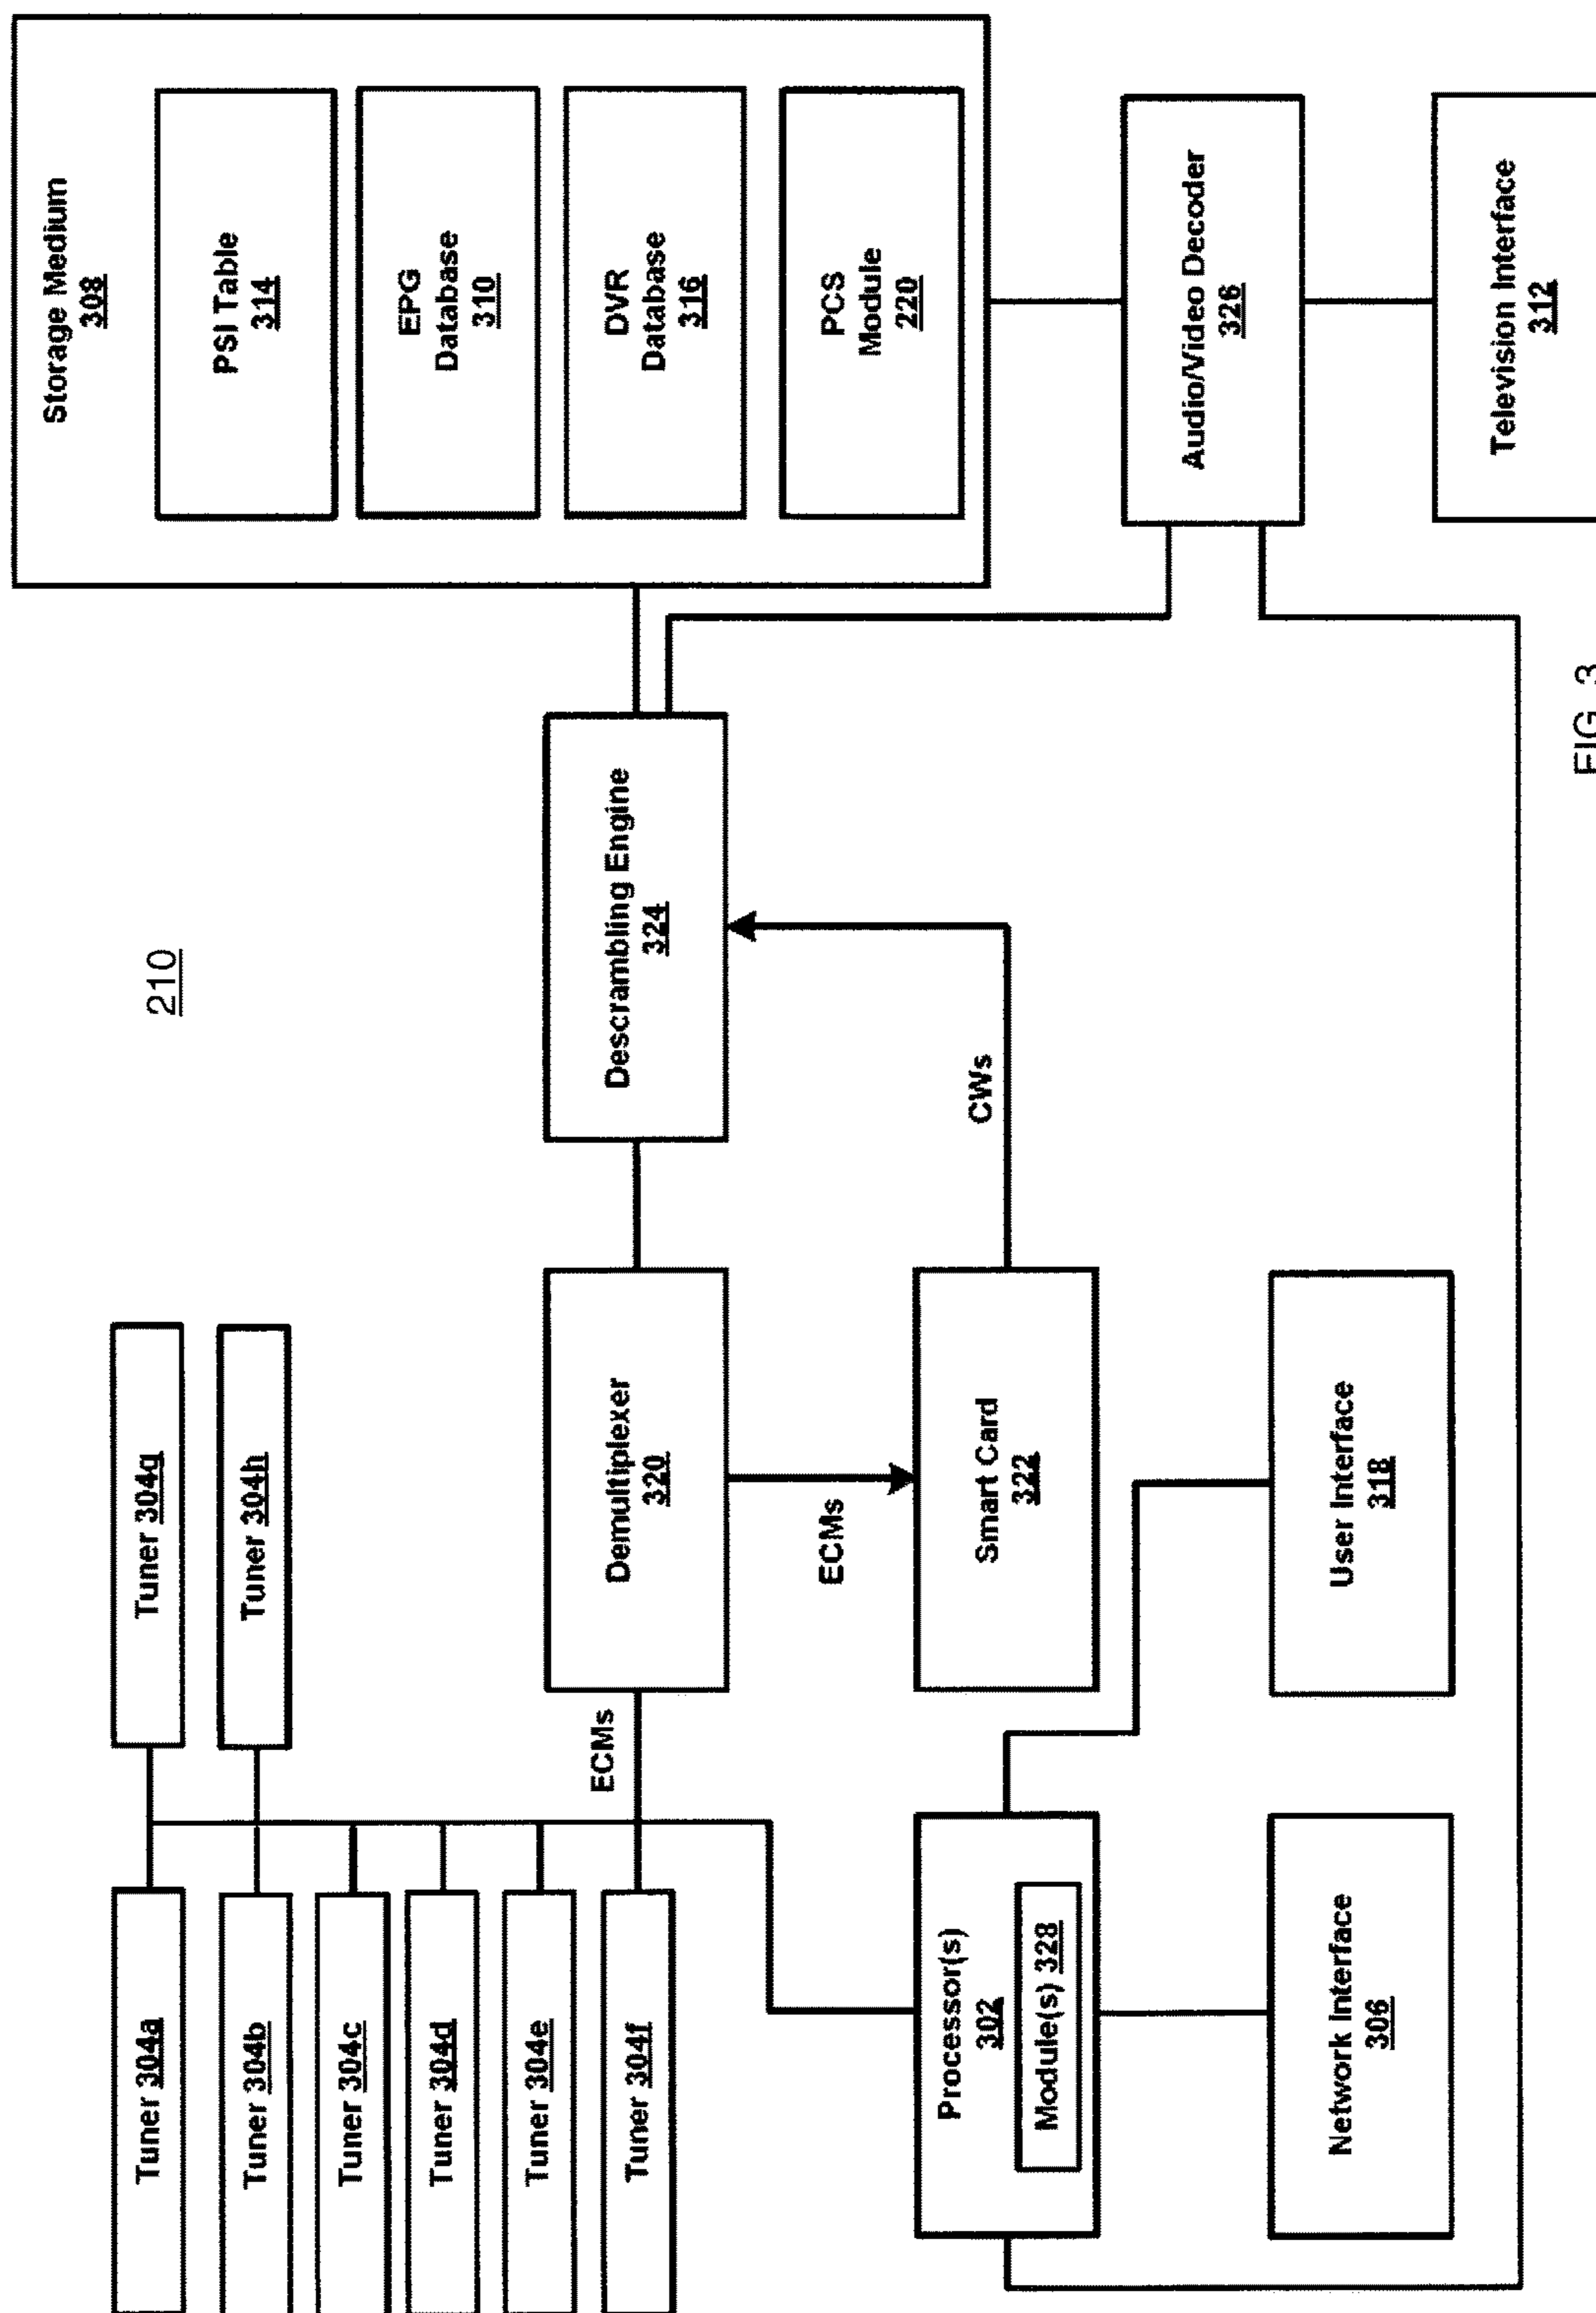 210
Tuner 304a
Tuner 304b
Tuner 304c
Tuner 304d
Tuner 304e
Tuner 304f
Tuner 304g
Tuner 304h
ECMs
Demultiplexer
320
ECMs
Smart Card
322
CWs
Descrambling Engine
324
Storage Medium
308
PSI Table
314
EPG
Database
310
DVR
Database
316
PCS
Module
220
Processor(s)
302
Module(s) 328
Network Interface
306
User Interface
318
Audio/Video Decoder
326
Television Interface
312
FIG. 3